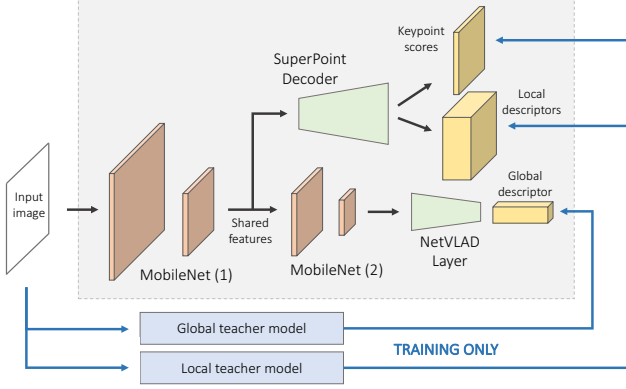 Keypoint
scores
SuperPoint
Decoder
Local
descriptors
Input
image
Global
descriptor
Shared
features
NetVLAD
Layer
MobileNet (1)
MobileNet (2)
Global teacher model
TRAINING ONLY
Local teacher model